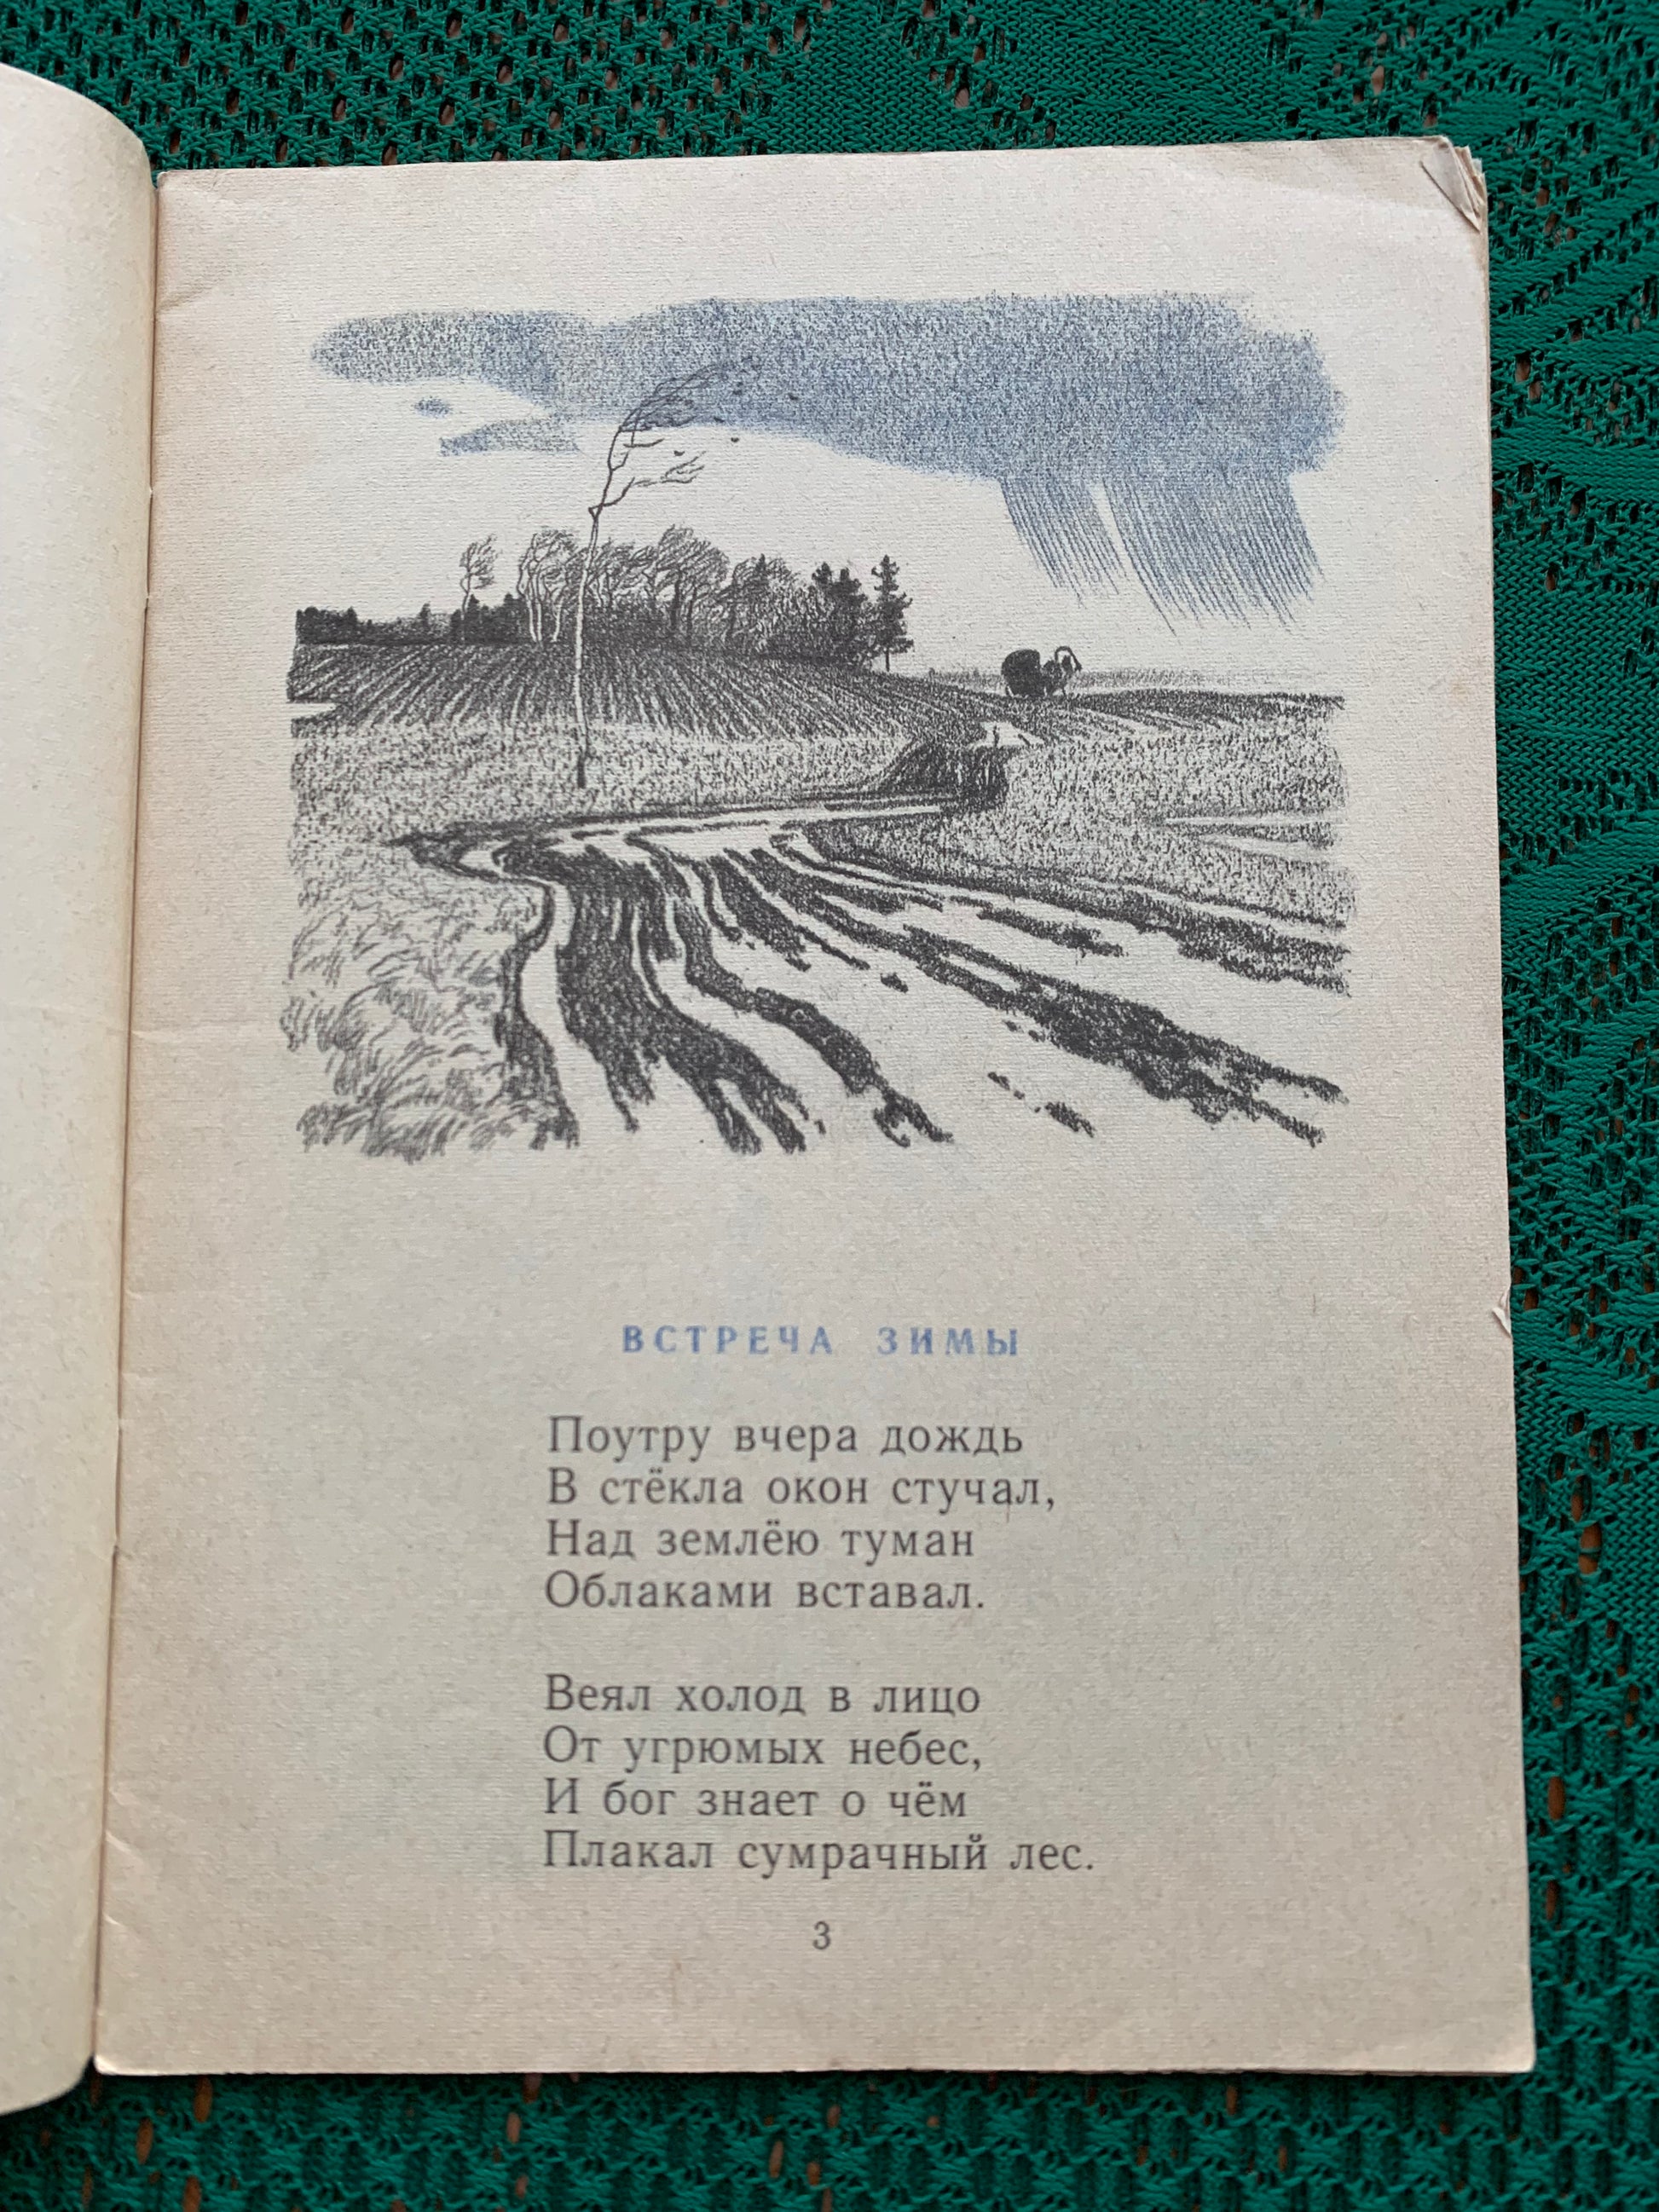 ВСТРЕЧА ЗИМЫ
Поутру вчера дождь
В стёкла окон стучал,
Над землёю туман
Облаками вставал.
Веял холод в лицо
От угрюмых небес,
И бог знает о чём
Плакал сумрачный лес.
3